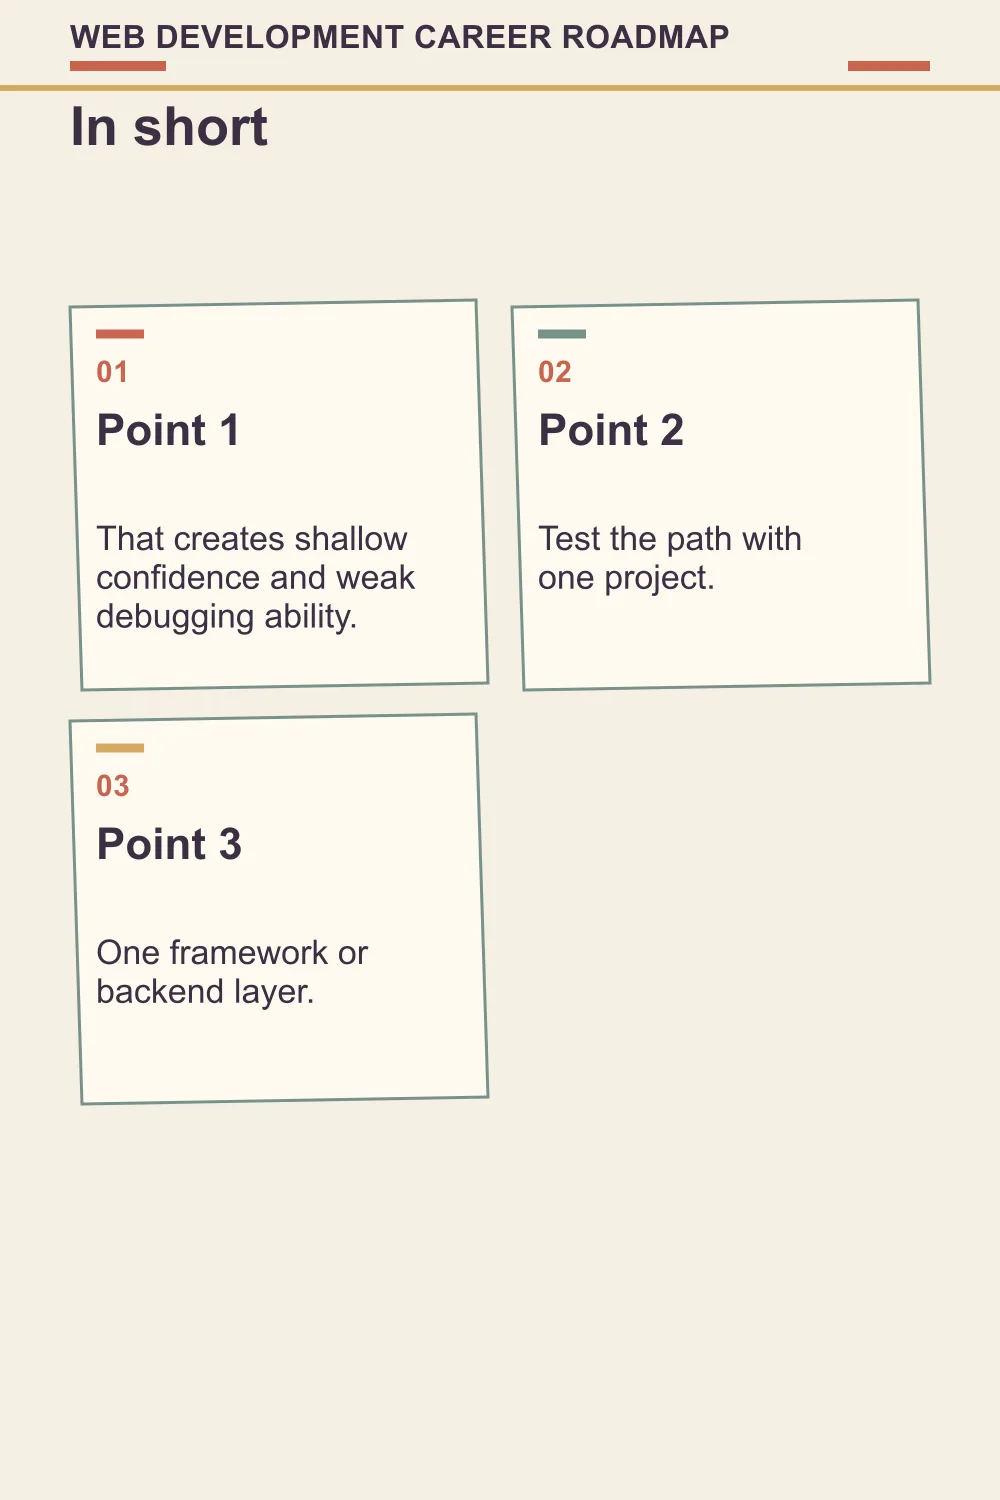 WEB DEVELOPMENT CAREER ROADMAP
In short
01
Point 1
That creates shallow
confidence and weak
debugging ability.
02
Point 2
Test the path with
one project.
03
Point 3
One framework or
backend layer.